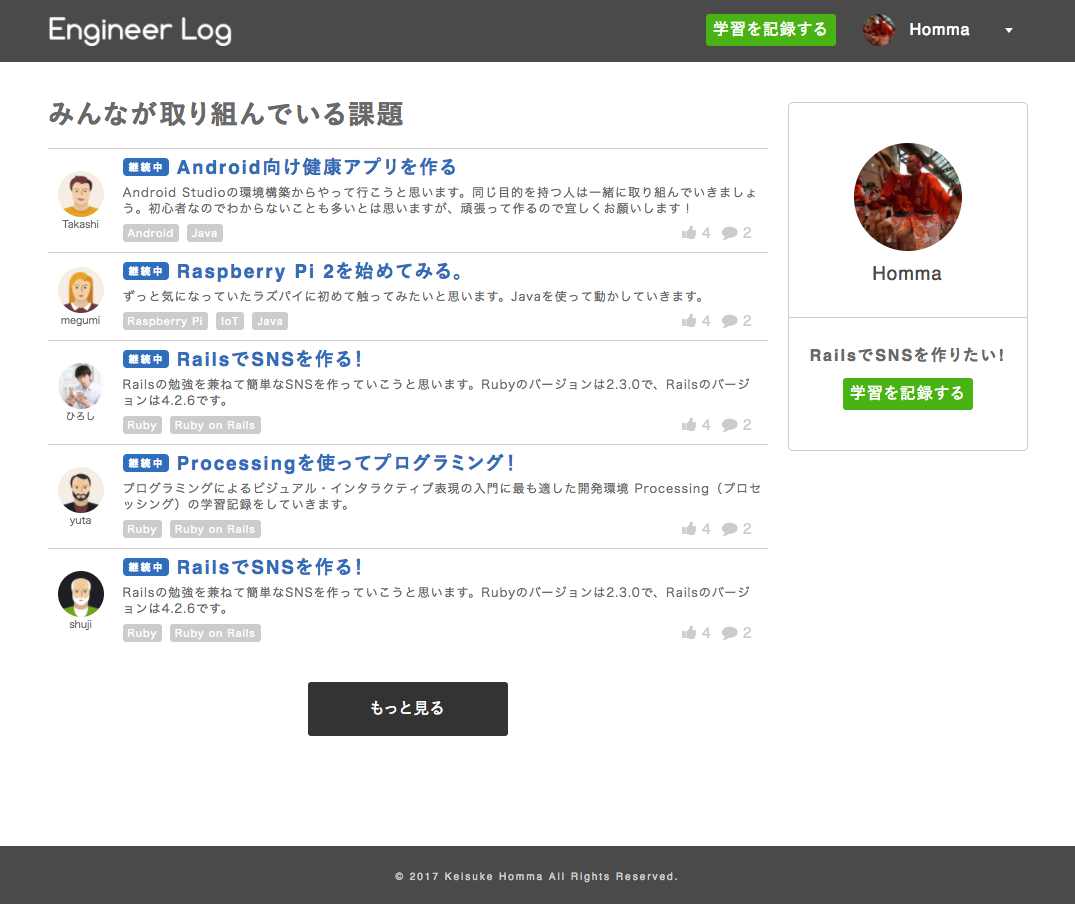 Engineer Log
学習を記録する
Homma
みんなが取り組んでいる課題
継続中 Android向け健康アプリを作る
Android Studioの環境構築からやって行こうと思います。同じ目的を持つ人は一緒に取り組んでいきましょ
う。初心者なのでわからないことも多いとは思いますが、頑張って作るので宜しくお願いします！
Takashi
Android Java 4 2
継続中 Raspberry Pi 2を始めてみる。
ずっと気になっていたラズパイに初めて触ってみたいと思います。Javaを使って動かしていきます。
megumi
Raspberry Pi IoT Java 4 2
継続中 RailsでSNSを作る！
Railsの勉強を兼ねて簡単なSNSを作っていこうと思います。Rubyのバージョンは2.3.0で、Railsのバージ
ョンは4.2.6です。
ひろし
Ruby Ruby on Rails 4 2
継続中 Processingを使ってプログラミング！
プログラミングによるビジュアル・インタラクティブ表現の入門に最も適した開発環境 Processing（プロセ
ッシング）の学習記録をしていきます。
yuta
Ruby Ruby on Rails 4 2
継続中 RailsでSNSを作る！
Railsの勉強を兼ねて簡単なSNSを作っていこうと思います。Rubyのバージョンは2.3.0で、Railsのバージ
ョンは4.2.6です。
shuji
Ruby Ruby on Rails 4 2
もっと見る
Homma
RailsでSNSを作りたい！
学習を記録する
© 2017 Keisuke Homma All Rights Reserved.